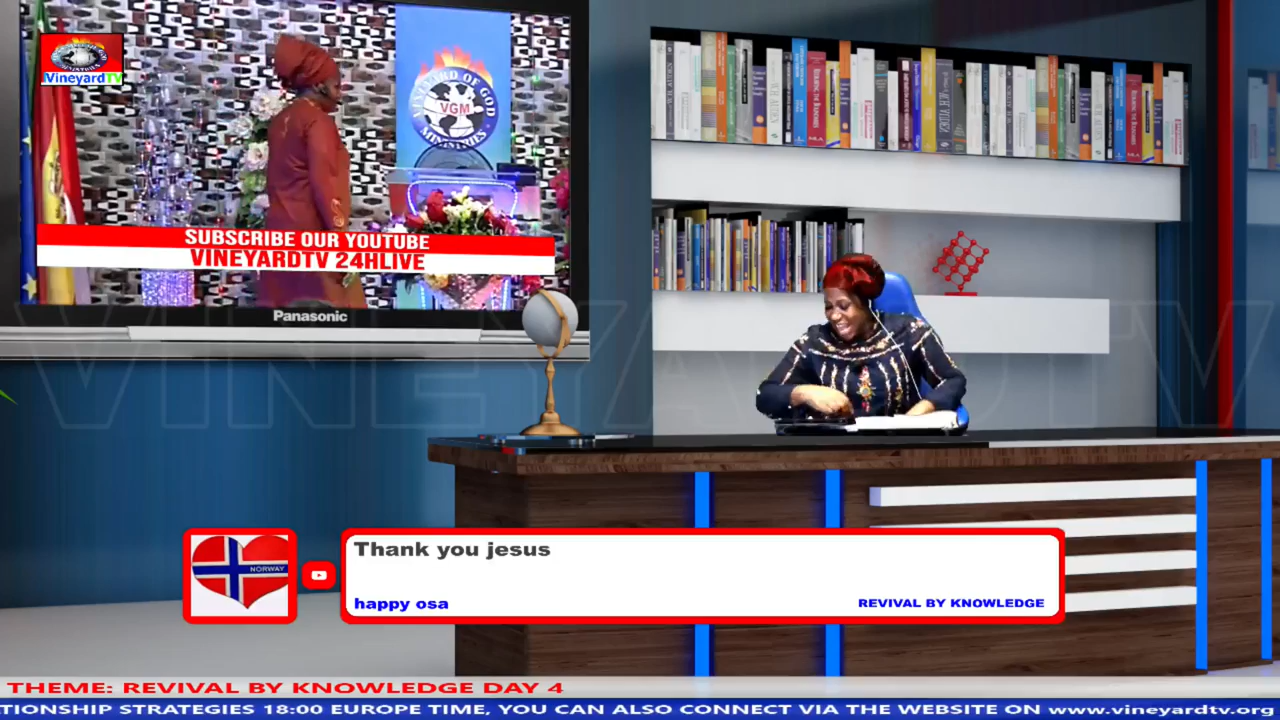 VineyardTV
VINEYARD OF GOD
VGM
MINISTRIES
SUBSCRIBE OUR YOUTUBE
VINEYARDTV 24HLIVE
Panasonic
VINEYARDTV
NORWAY
Thank you jesus
happy osa
REVIVAL BY KNOWLEDGE
THEME: REVIVAL BY KNOWLEDGE DAY 4
TIONSHIP STRATEGIES 18:00 EUROPE TIME, YOU CAN ALSO CONNECT VIA THE WEBSITE ON www.vineyardtv.org